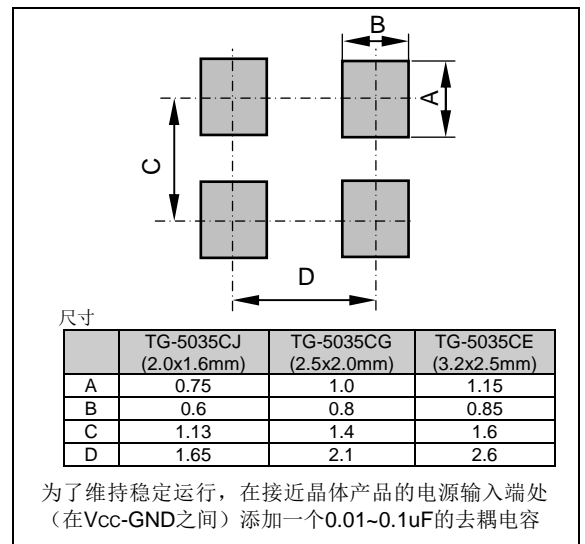 B
A
C
D
尺寸
TG-5035CJ TG-5035CG TG-5035CE
(2.0x1.6mm) (2.5x2.0mm) (3.2x2.5mm)
A 0.75 1.0 1.15
B 0.6 0.8 0.85
C 1.13 1.4 1.6
D 1.65 2.1 2.6
为了维持稳定运行，在接近晶体产品的电源输入端处
（在Vcc-GND之间）添加一个0.01~0.1uF的去耦电容